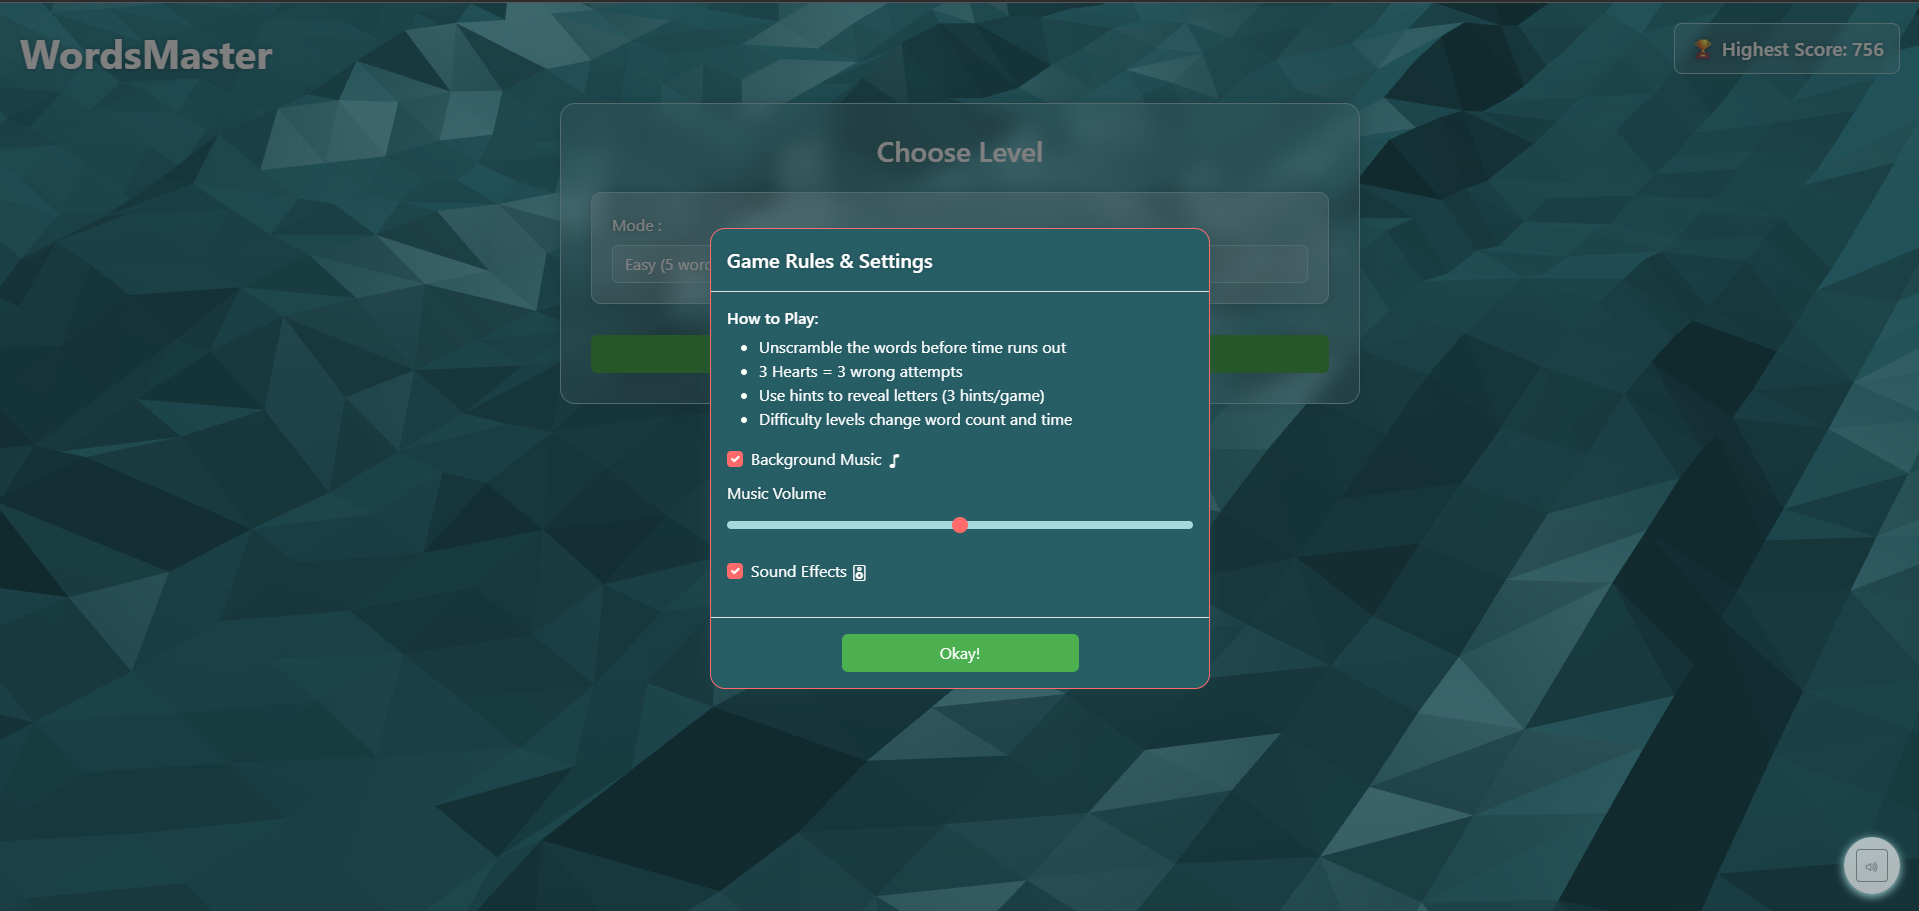 WordsMaster
🏆 Highest Score: 756
Choose Level
Mode :
Easy (5
Game Rules & Settings
How to Play:
• Unscramble the words before time runs out
• 3 Hearts = 3 wrong attempts
• Use hints to reveal letters (3 hints/game)
• Difficulty levels change word count and time
Background Music
Music Volume
Sound Effects
Okay!